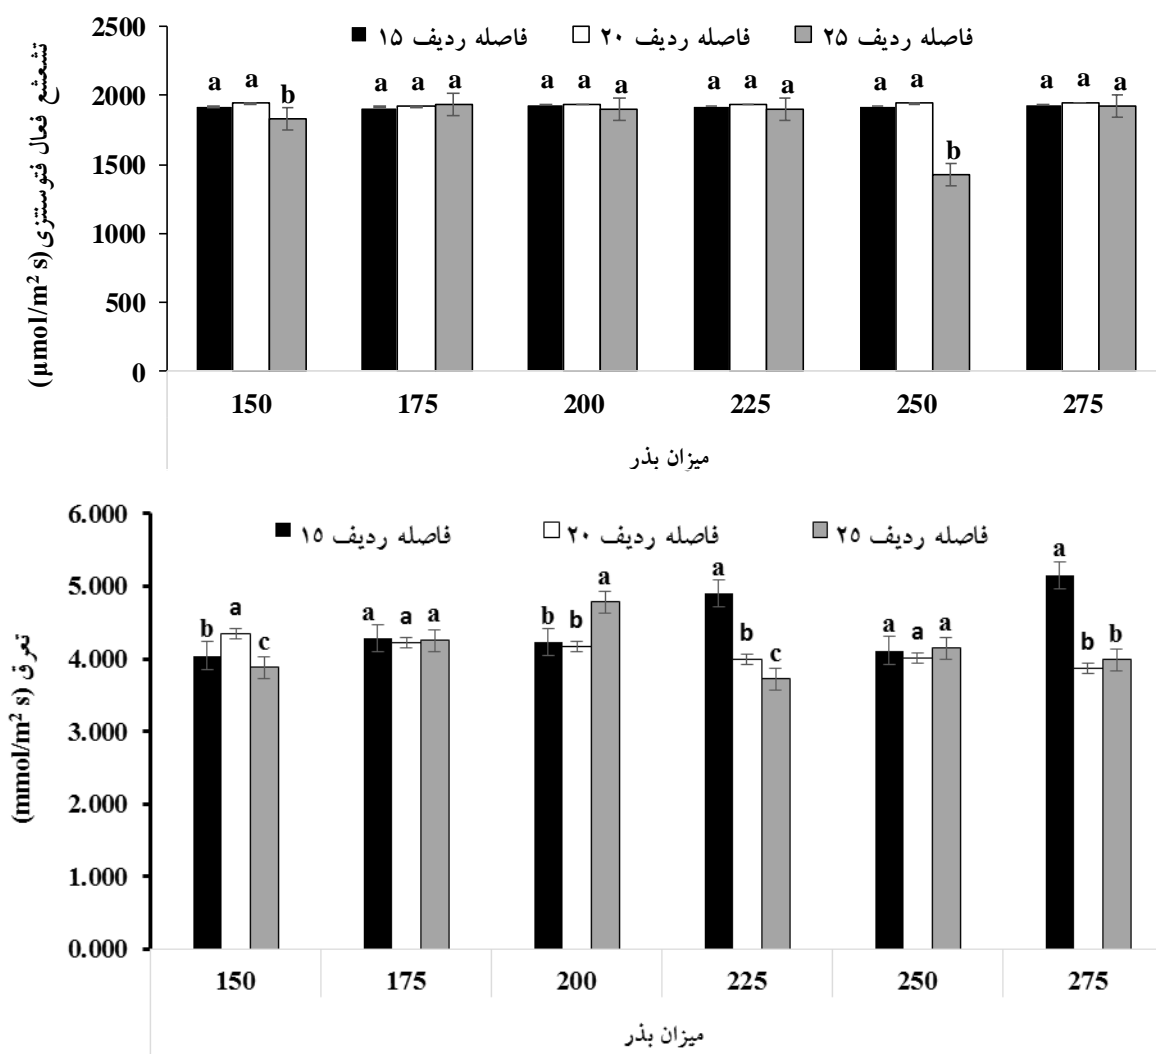 تشعشع فعال فتوسنتزی (µmol/m² s))
2500
2000
1500
1000
500
0
فاصله ردیف ۱۵ فاصله ردیف ۲۰ فاصله ردیف ۲۵
a a b a a a a a a a a a a a b a a a
150 175 200 225 250 275
میزان بذر
تعرق (mmol/m² s)
6.000
5.000
4.000
3.000
2.000
1.000
0.000
فاصله ردیف ۱۵ فاصله ردیف ۲۰ فاصله ردیف ۲۵
b a c a a a b b a a b c a a a a b b
150 175 200 225 250 275
میزان بذر